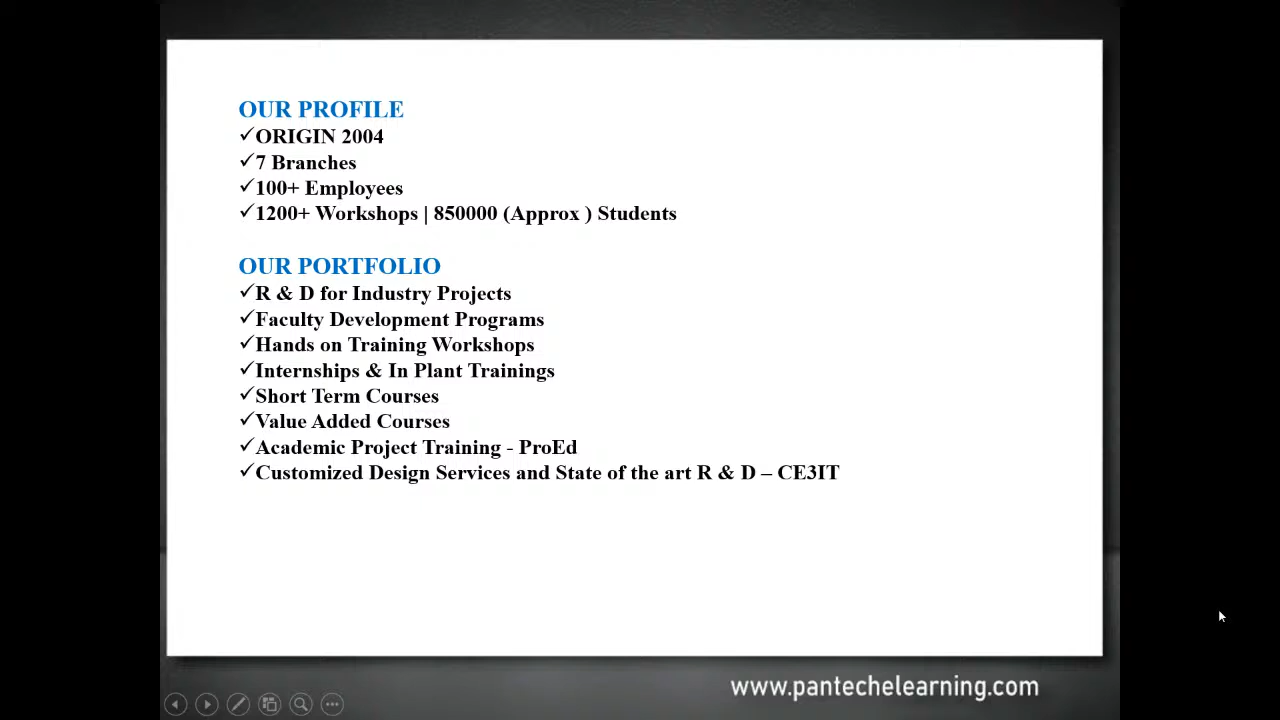 OUR PROFILE
✓ORIGIN 2004
✓7 Branches
✓100+ Employees
✓1200+ Workshops | 850000 (Approx ) Students
OUR PORTFOLIO
✓R & D for Industry Projects
✓Faculty Development Programs
✓Hands on Training Workshops
✓Internships & In Plant Trainings
✓Short Term Courses
✓Value Added Courses
✓Academic Project Training - ProEd
✓Customized Design Services and State of the art R & D – CE3IT
www.pantechelearning.com